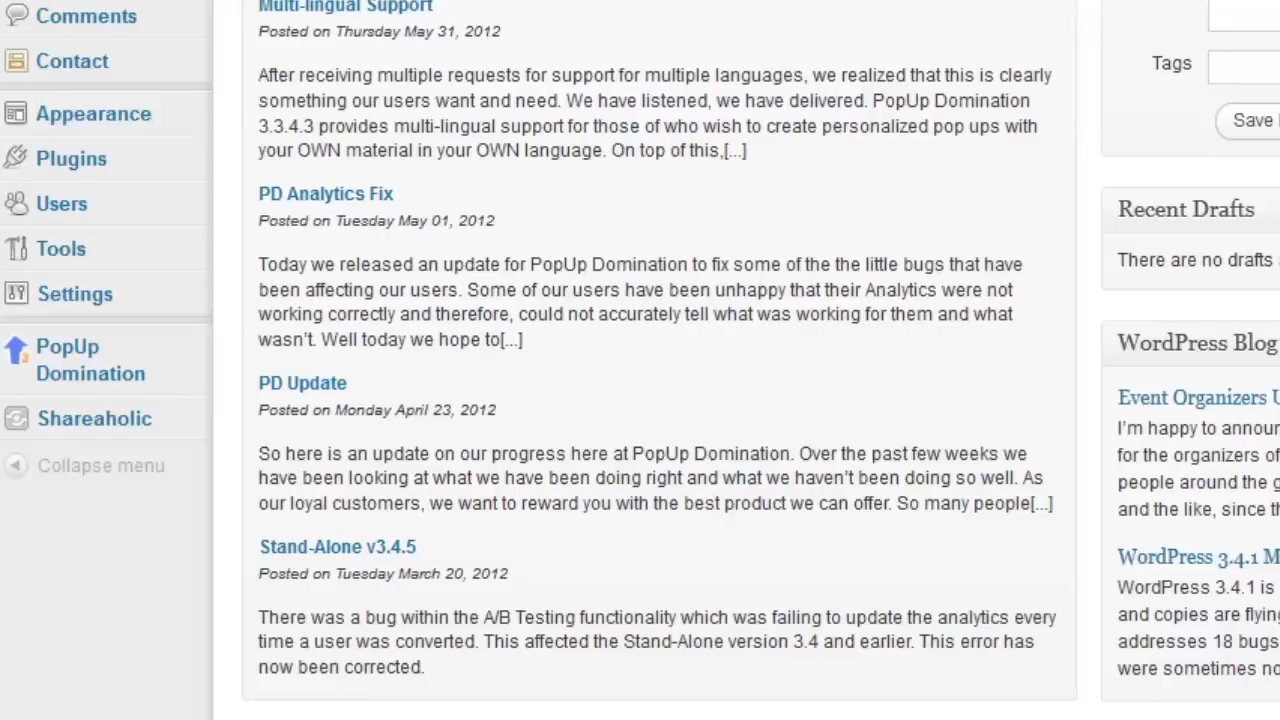 Comments
Contact
Appearance
Plugins
Users
Tools
Settings
PopUp
Domination
Shareaholic
Collapse menu
Multi-lingual Support
Posted on Thursday May 31, 2012
After receiving multiple requests for support for multiple languages, we realized that this is clearly
something our users want and need. We have listened, we have delivered. PopUp Domination
3.3.4.3 provides multi-lingual support for those of who wish to create personalized pop ups with
your OWN material in your OWN language. On top of this,[...]
PD Analytics Fix
Posted on Tuesday May 01, 2012
Today we released an update for PopUp Domination to fix some of the the little bugs that have
been affecting our users. Some of our users have been unhappy that their Analytics were not
working correctly and therefore, could not accurately tell what was working for them and what
wasn't. Well today we hope to[...]
PD Update
Posted on Monday April 23, 2012
So here is an update on our progress here at PopUp Domination. Over the past few weeks we
have been looking at what we have been doing right and what we haven't been doing so well. As
our loyal customers, we want to reward you with the best product we can offer. So many people[...]
Stand-Alone v3.4.5
Posted on Tuesday March 20, 2012
There was a bug within the A/B Testing functionality which was failing to update the analytics every
time a user was converted. This affected the Stand-Alone version 3.4 and earlier. This error has
now been corrected.
Tags
Save
Recent Drafts
There are no drafts
WordPress Blog
Event Organizers
I'm happy to
for the organizers of
people around the
and the like, since
WordPress 3.4.1
WordPress 3.4.1 is
and copies are
addresses 18 bugs
were sometimes